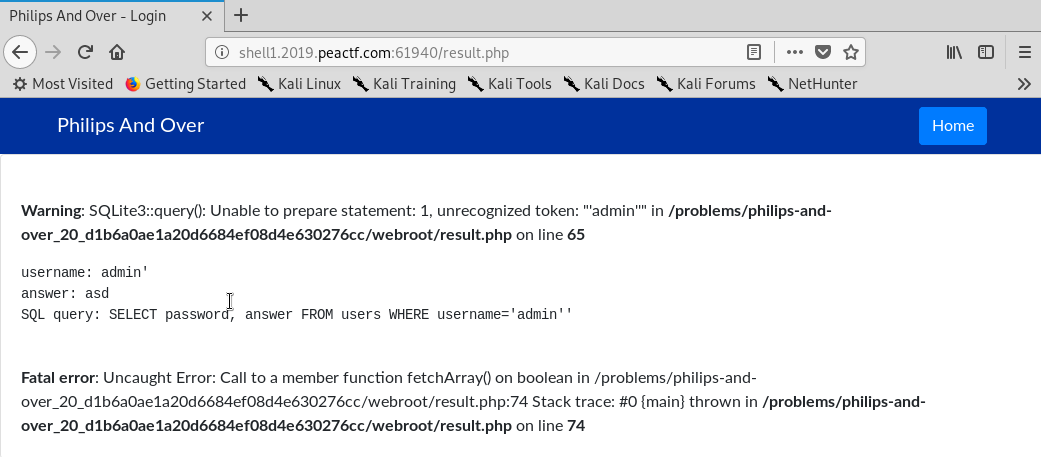 Philips And Over - Login
shell1.2019.peactf.com:61940/result.php
Most Visited Getting Started Kali Linux Kali Training Kali Tools Kali Docs Kali Forums NetHunter
Philips And Over Home
Warning: SQLite3::query(): Unable to prepare statement: 1, unrecognized token: "'admin''" in /problems/philips-and-
over_20_d1b6a0ae1a20d6684ef08d4e630276cc/webroot/result.php on line 65
username: admin'
answer: asd
SQL query: SELECT password, answer FROM users WHERE username='admin''
Fatal error: Uncaught Error: Call to a member function fetchArray() on boolean in /problems/philips-and-
over_20_d1b6a0ae1a20d6684ef08d4e630276cc/webroot/result.php:74 Stack trace: #0 {main} thrown in /problems/philips-and-
over_20_d1b6a0ae1a20d6684ef08d4e630276cc/webroot/result.php on line 74